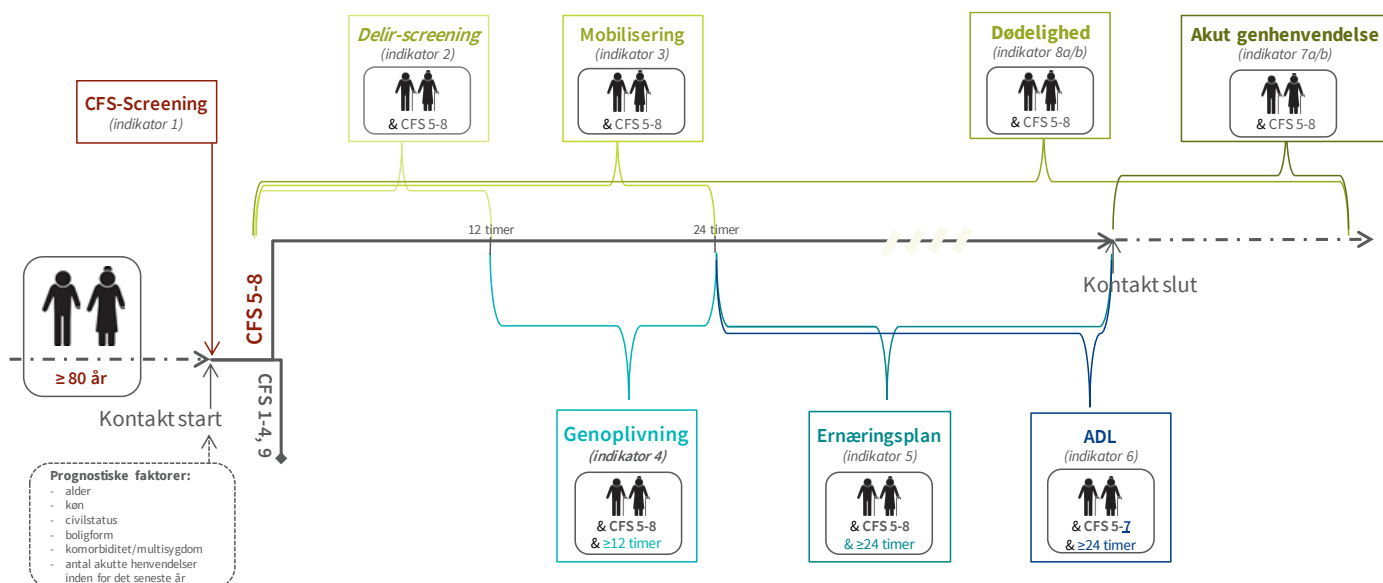 Delir-screening
(indikator 2)
& CFS 5-8
Mobilisering
(indikator 3)
& CFS 5-8
Dødelighed
(indikator 8a/b)
& CFS 5-8
Akut genhenvendelse
(indikator 7a/b)
& CFS 5-8
CFS-Screening
(indikator 1)
12 timer
24 timer
Kontakt slut
CFS 5-8
CFS 1-4, 9
≥ 80 år
Kontakt start
Prognostiske faktorer:
- alder
- køn
- civilstatus
- boligform
- komorbiditet/multisygdom
- antal akutte henvendelser
inden for det seneste år
Genoplivning
(indikator 4)
& CFS 5-8
& ≥12 timer
Ernæringsplan
(indikator 5)
& CFS 5-8
& ≥24 timer
ADL
(indikator 6)
& CFS 5-7
& ≥24 timer